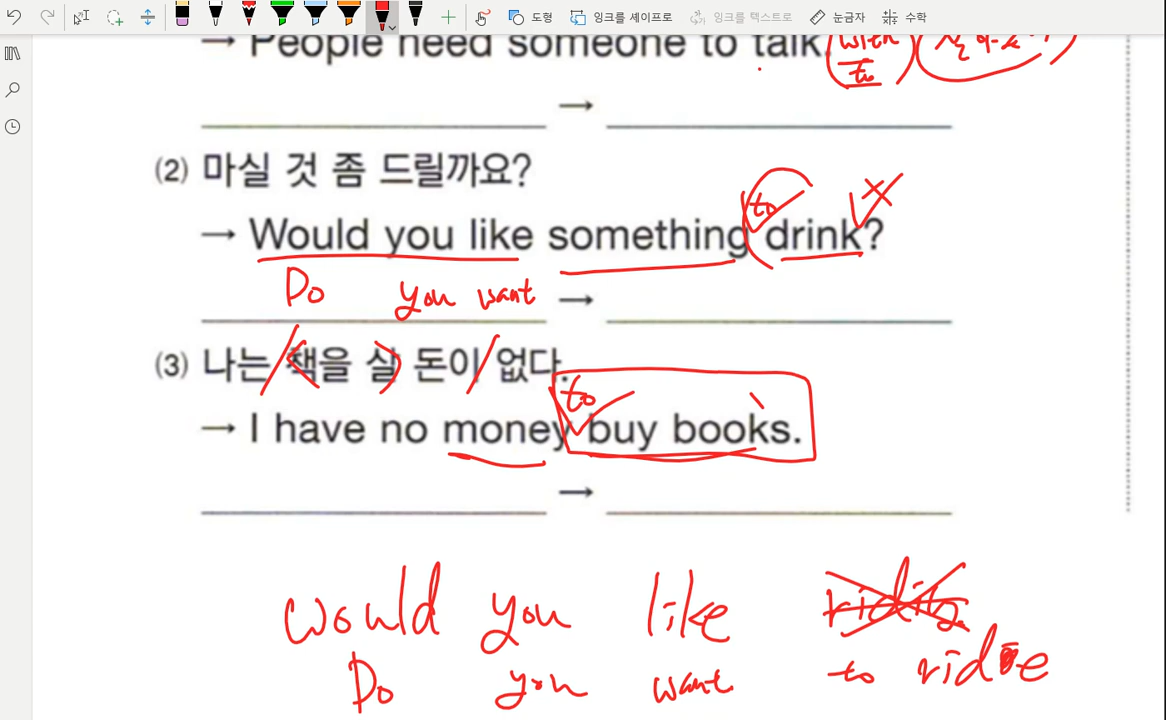 도형 잉크를 셰이프로 잉크를 텍스트로 눈금자 수학
→ People need someone to talk. with
to
→
(2) 마실 것 좀 드릴까요?
to
→ Would you like something drink?
Do you want →
(3) 나는 책을 살 돈이 없다.
to
→ I have no money buy books.
→
would you like riding
Do you want to ride